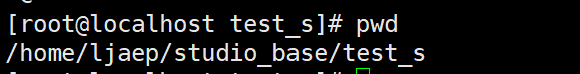 [root@localhost test_s]# pwd
/home/ljaep/studio_base/test_s